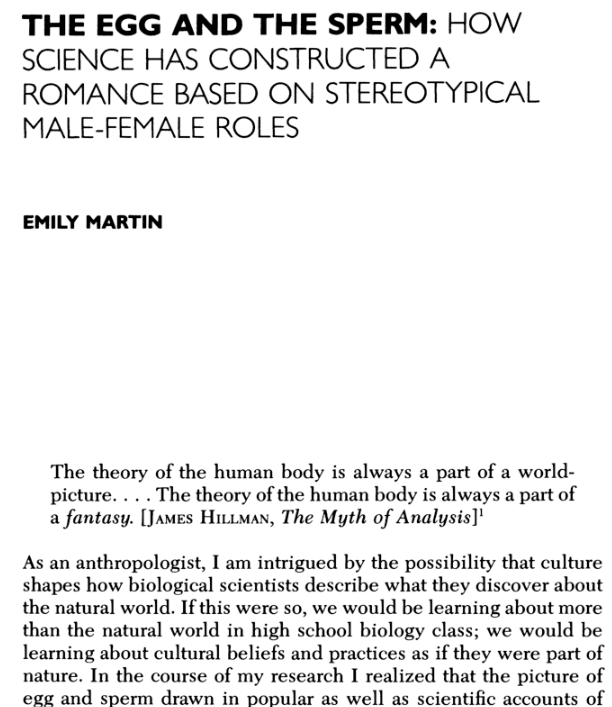 THE EGG AND THE SPERM: HOW
SCIENCE HAS CONSTRUCTED A
ROMANCE BASED ON STEREOTYPICAL
MALE-FEMALE ROLES
EMILY MARTIN
The theory of the human body is always a part of a world-
picture. . . . The theory of the human body is always a part of
a fantasy. [JAMES HILLMAN, The Myth of Analysis]¹
As an anthropologist, I am intrigued by the possibility that culture
shapes how biological scientists describe what they discover about
the natural world. If this were so, we would be learning about more
than the natural world in high school biology class; we would be
learning about cultural beliefs and practices as if they were part of
nature. In the course of my research I realized that the picture of
egg and sperm drawn in popular as well as scientific accounts of